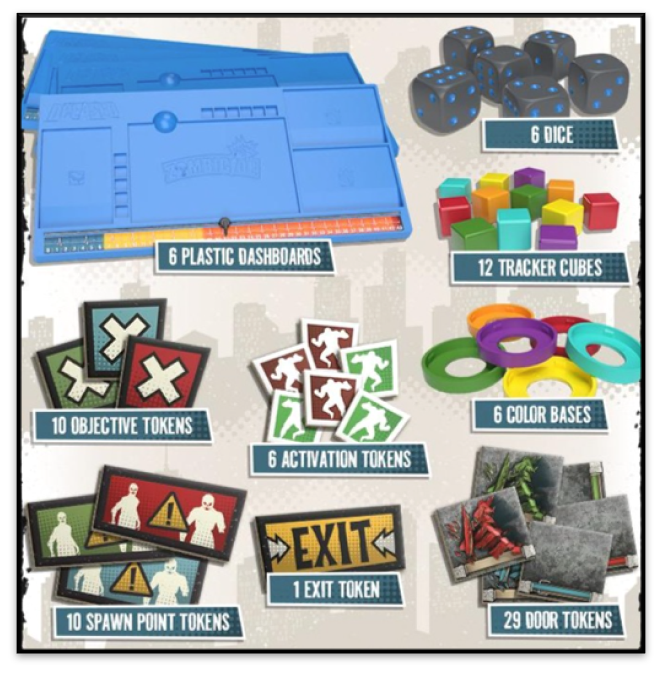 ZOMBICIDE
6 DICE
6 PLASTIC DASHBOARDS
12 TRACKER CUBES
10 OBJECTIVE TOKENS
6 ACTIVATION TOKENS
6 COLOR BASES
EXIT
10 SPAWN POINT TOKENS
1 EXIT TOKEN
29 DOOR TOKENS